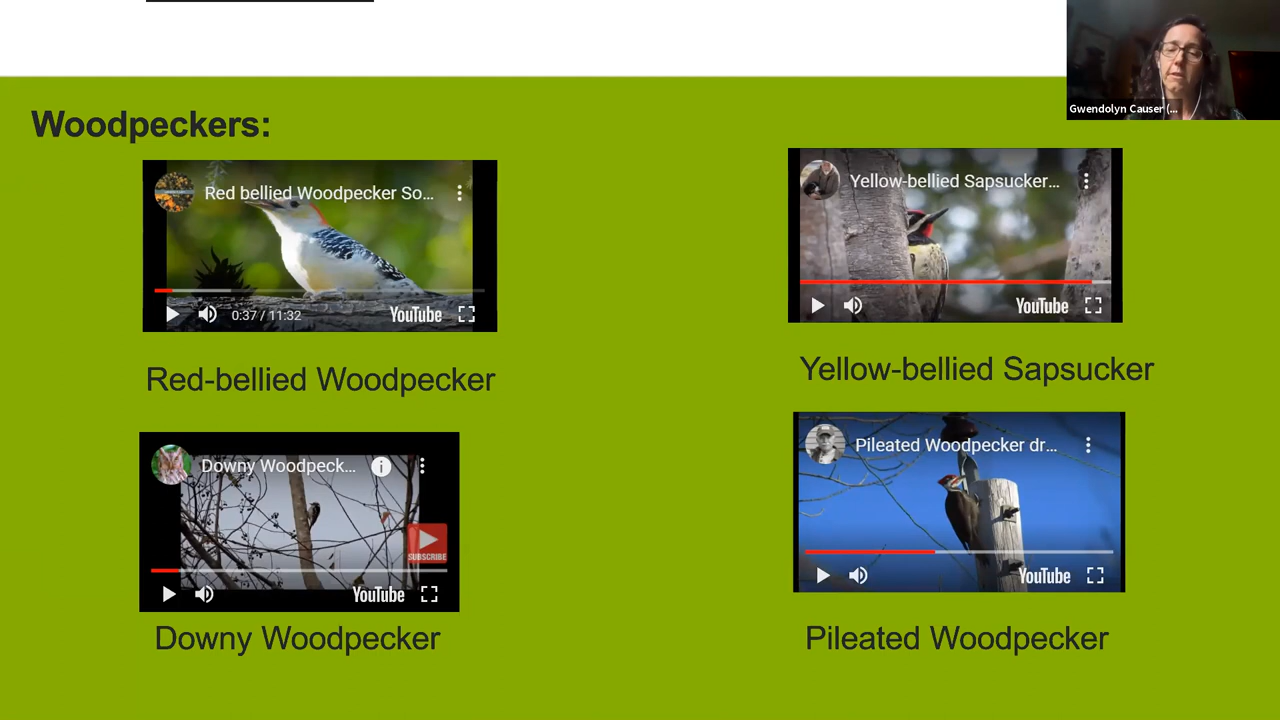 Gwendolyn Causer (...
Woodpeckers:
Red bellied Woodpecker So...
0:37 / 11:32
YouTube
Red-bellied Woodpecker
Yellow-bellied Sapsucker...
YouTube
Yellow-bellied Sapsucker
Downy Woodpeck...
SUBSCRIBE
YouTube
Downy Woodpecker
Pileated Woodpecker dr...
YouTube
Pileated Woodpecker